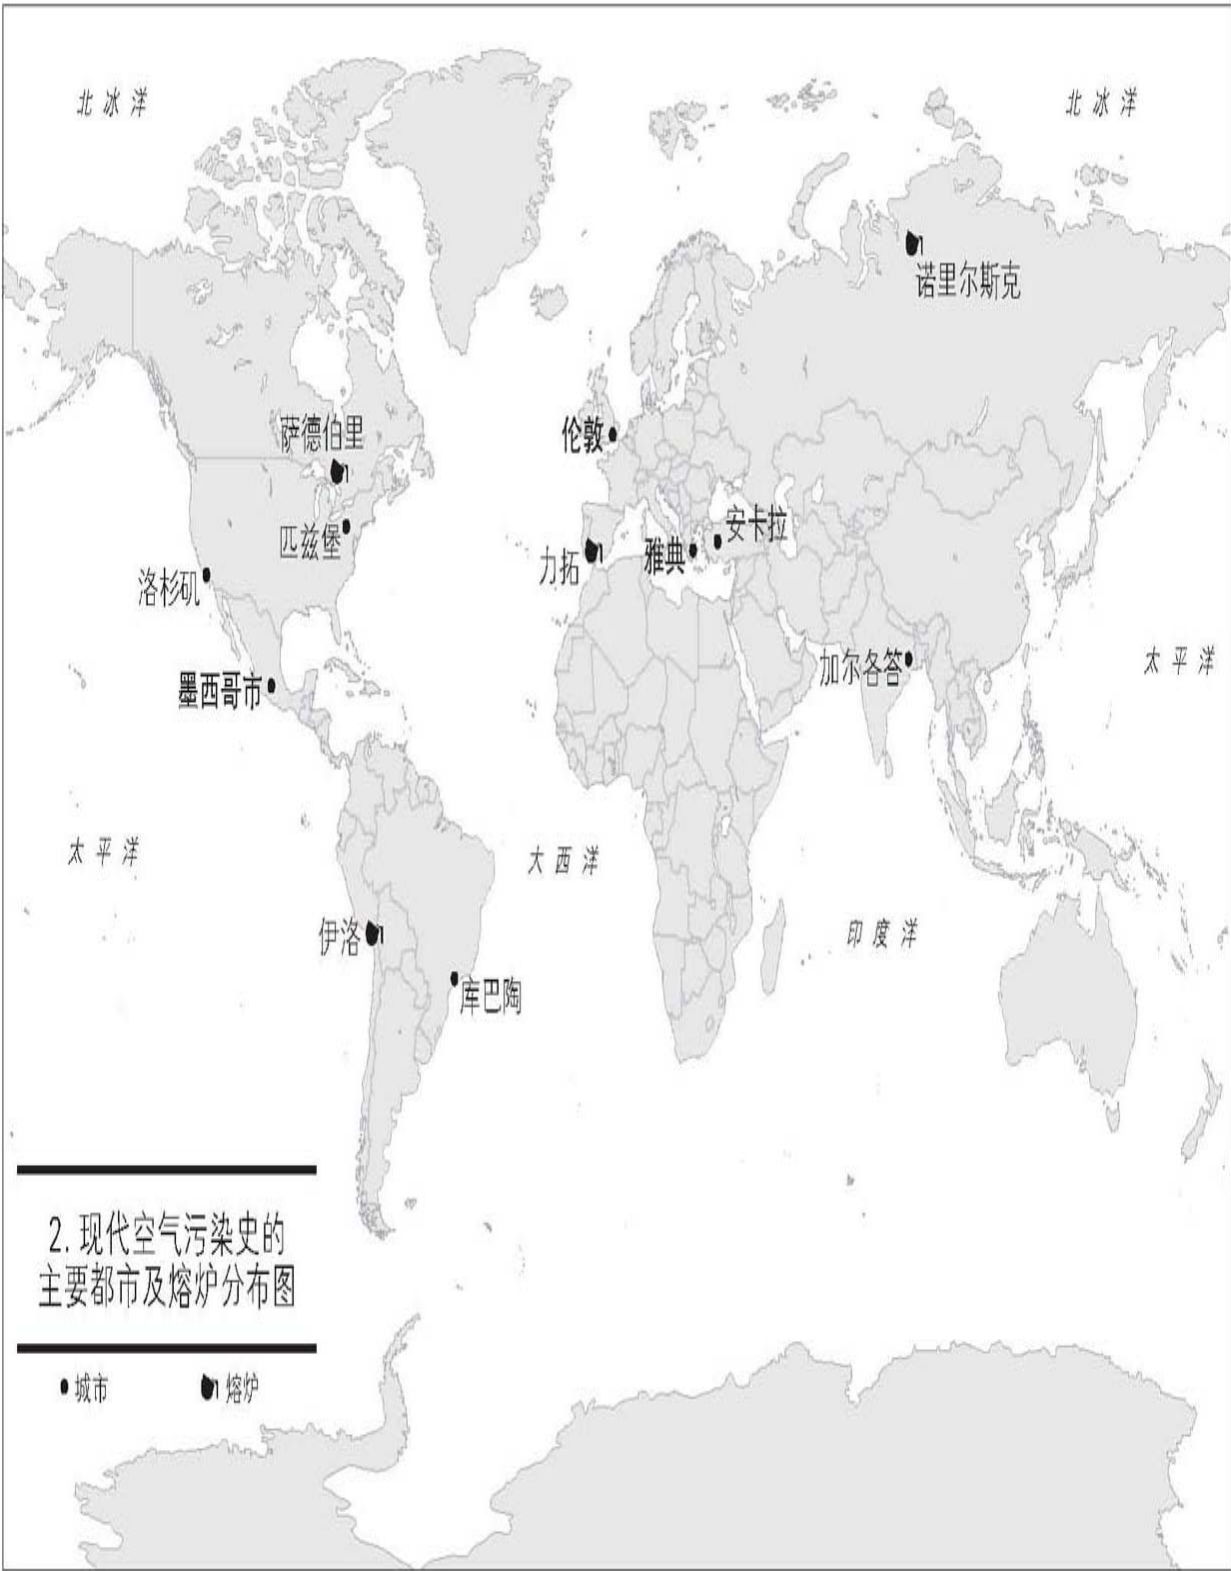 北冰洋
北冰洋
诺里尔斯克
萨德伯里
伦敦
匹兹堡
安卡拉
力拓
雅典
洛杉矶
加尔各答
太平洋
墨西哥市
太平洋
大西洋
伊洛
印度洋
库巴陶
2. 现代空气污染史的
主要都市及熔炉分布图
城市
熔炉